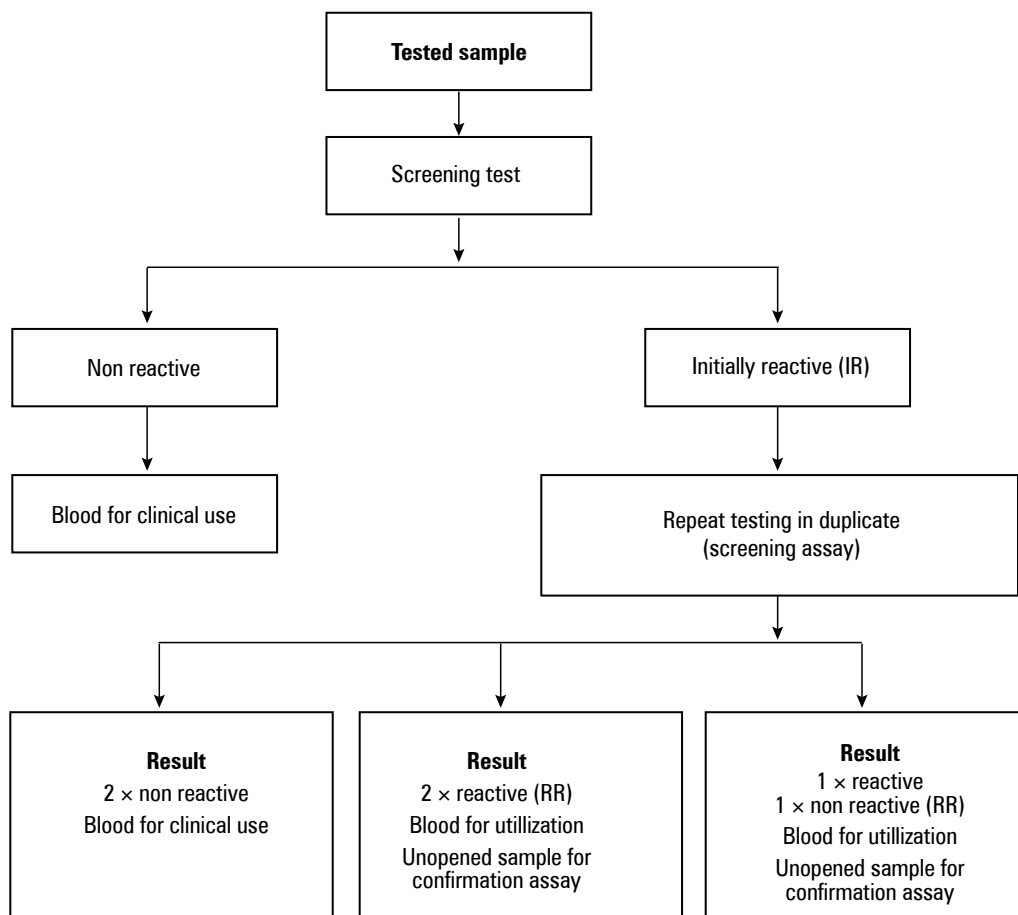 Tested sample
Screening test
Non reactive
Initially reactive (IR)
Blood for clinical use
Repeat testing in duplicate
(screening assay)
Result
2 × non reactive
Blood for clinical use
Result
2 × reactive (RR)
Blood for utillization
Unopened sample for
confirmation assay
Result
1 × reactive
1 × non reactive (RR)
Blood for utillization
Unopened sample for
confirmation assay